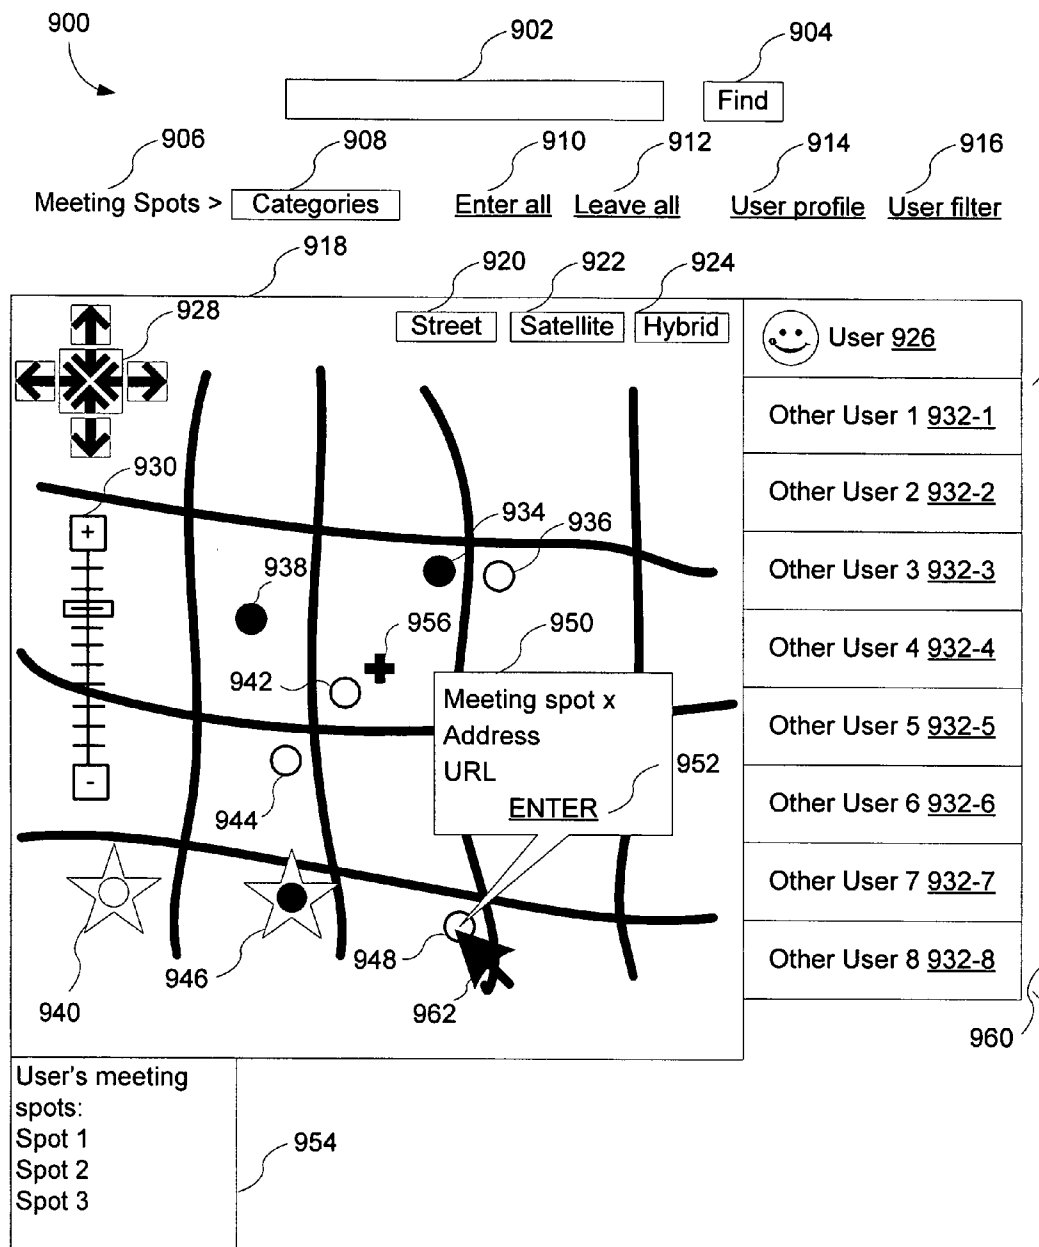 900
902
904
Find
906
908
910
912
914
916
Meeting Spots > Categories
Enter all
Leave all
User profile
User filter
918
920
922
924
928
Street
Satellite
Hybrid
User 926
Other User 1 932-1
930
+
Other User 2 932-2
934
936
938
Other User 3 932-3
956
950
942
Other User 4 932-4
Meeting spot x
Address
URL
ENTER
952
Other User 5 932-5
-
944
Other User 6 932-6
Other User 7 932-7
940
946
948
962
Other User 8 932-8
960
User's meeting
spots:
Spot 1
Spot 2
Spot 3
954